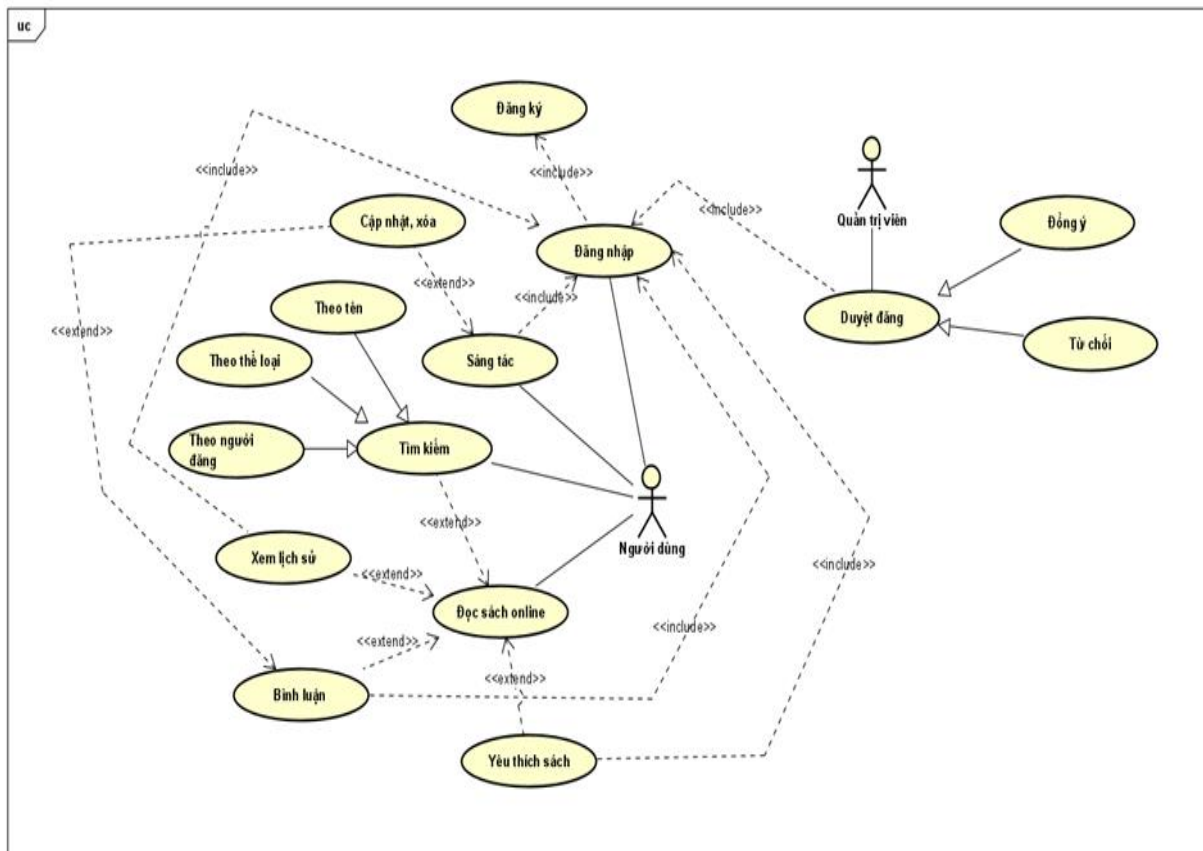 uc
Đăng ký
<<include>>
<<include>>
<<include>>
Quản trị viên
Đồng ý
Cập nhật, xóa
Đăng nhập
<<extend>>
<<include>>
Theo tên
Duyệt đăng
<<extend>>
Từ chối
Theo thể loại
Sáng tác
Theo người
đăng
Tìm kiếm
<<extend>>
Người dùng
Xem lịch sử
<<extend>>
<<include>>
Đọc sách online
<<include>>
<<extend>>
<<extend>>
Bình luận
Yêu thích sách